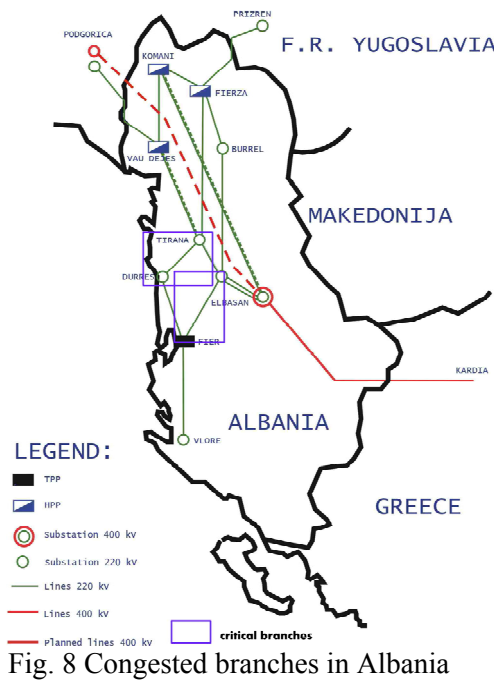 PRIZREN
PODGORICA
F.R. YUGOSLAVIA
KOMANI
FIERZA
BURREL
VAU DEJES
MAKEDONIJA
TIRANA
DURRES
ELBASAN
FIER
KARDIA
ALBANIA
VLORE
LEGEND:
TPP
HPP
GREECE
Substation 400 kv
Substation 220 kv
Lines 220 kv
Lines 400 kv
Planned lines 400 kv
critical branches
Fig. 8 Congested branches in Albania